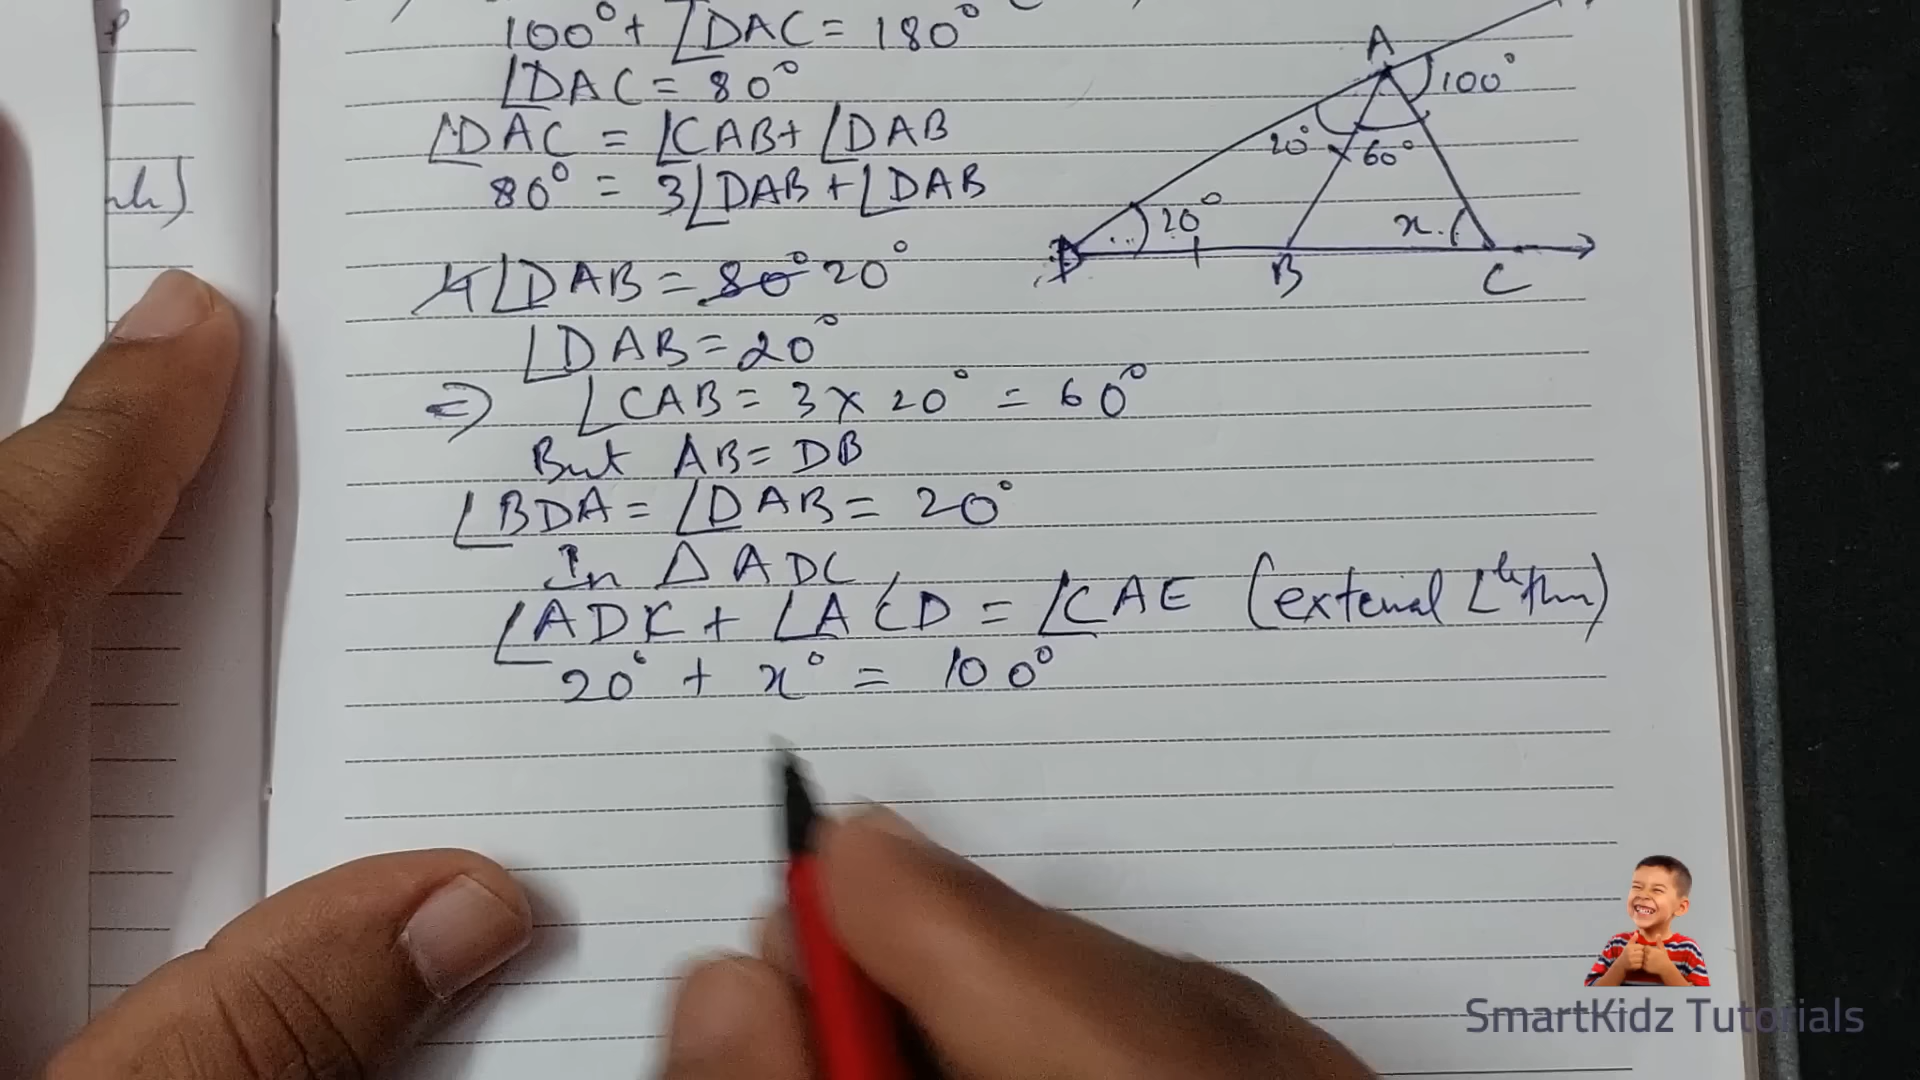 100° + ∠DAC = 180°
∠DAC = 80°
∠DAC = ∠CAB + ∠DAB
80° = 3∠DAB + ∠DAB
4∠DAB = 80° 20°
∠DAB = 20°
⇒ ∠CAB = 3 × 20° = 60°
But AB = DB
∠BDA = ∠DAB = 20°
In △ADC
∠ADC + ∠ACD = ∠CAE (external ∠le thm)
20° + x° = 100°
A
100°
20° 60°
20° x
D B C
SmartKidz Tutorials